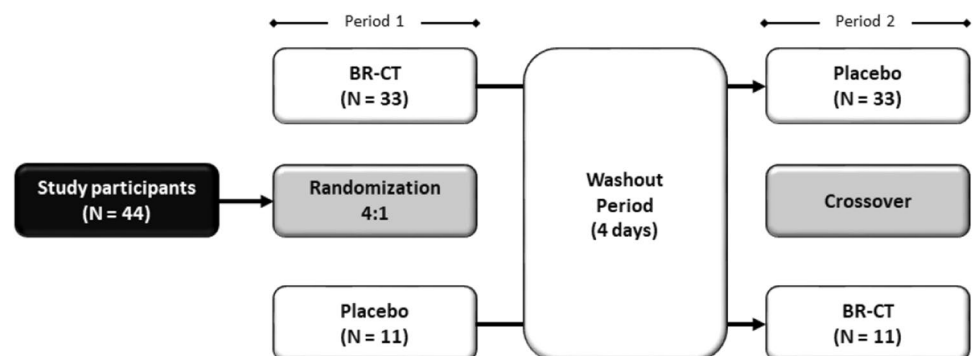 Period 1
Period 2
BR-CT
(N = 33)
Placebo
(N = 33)
Study participants
(N = 44)
Randomization
4:1
Washout
Period
(4 days)
Crossover
Placebo
(N = 11)
BR-CT
(N = 11)